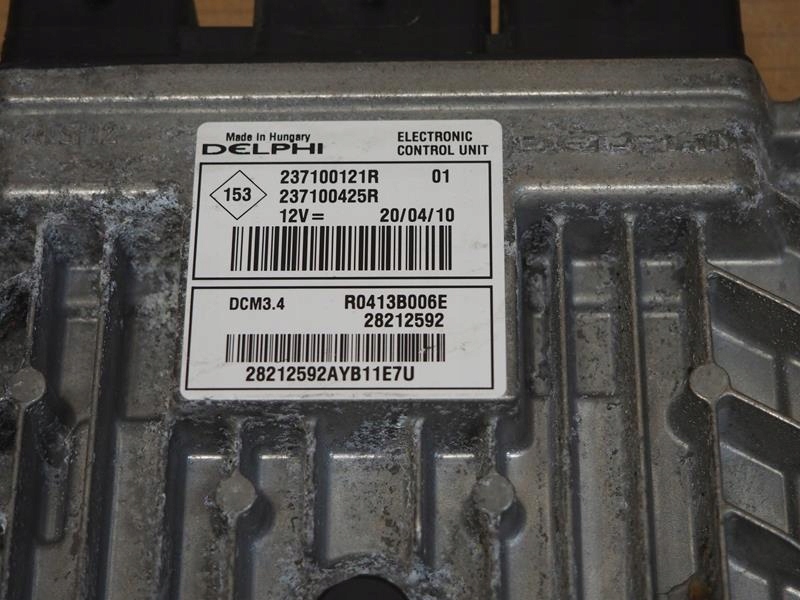 Made in Hungary
DELPHI
ELECTRONIC
CONTROL UNIT
153
237100121R 01
237100425R
12V= 20/04/10
DCM3.4 R0413B006E
28212592
28212592AYB11E7U
DELPHI